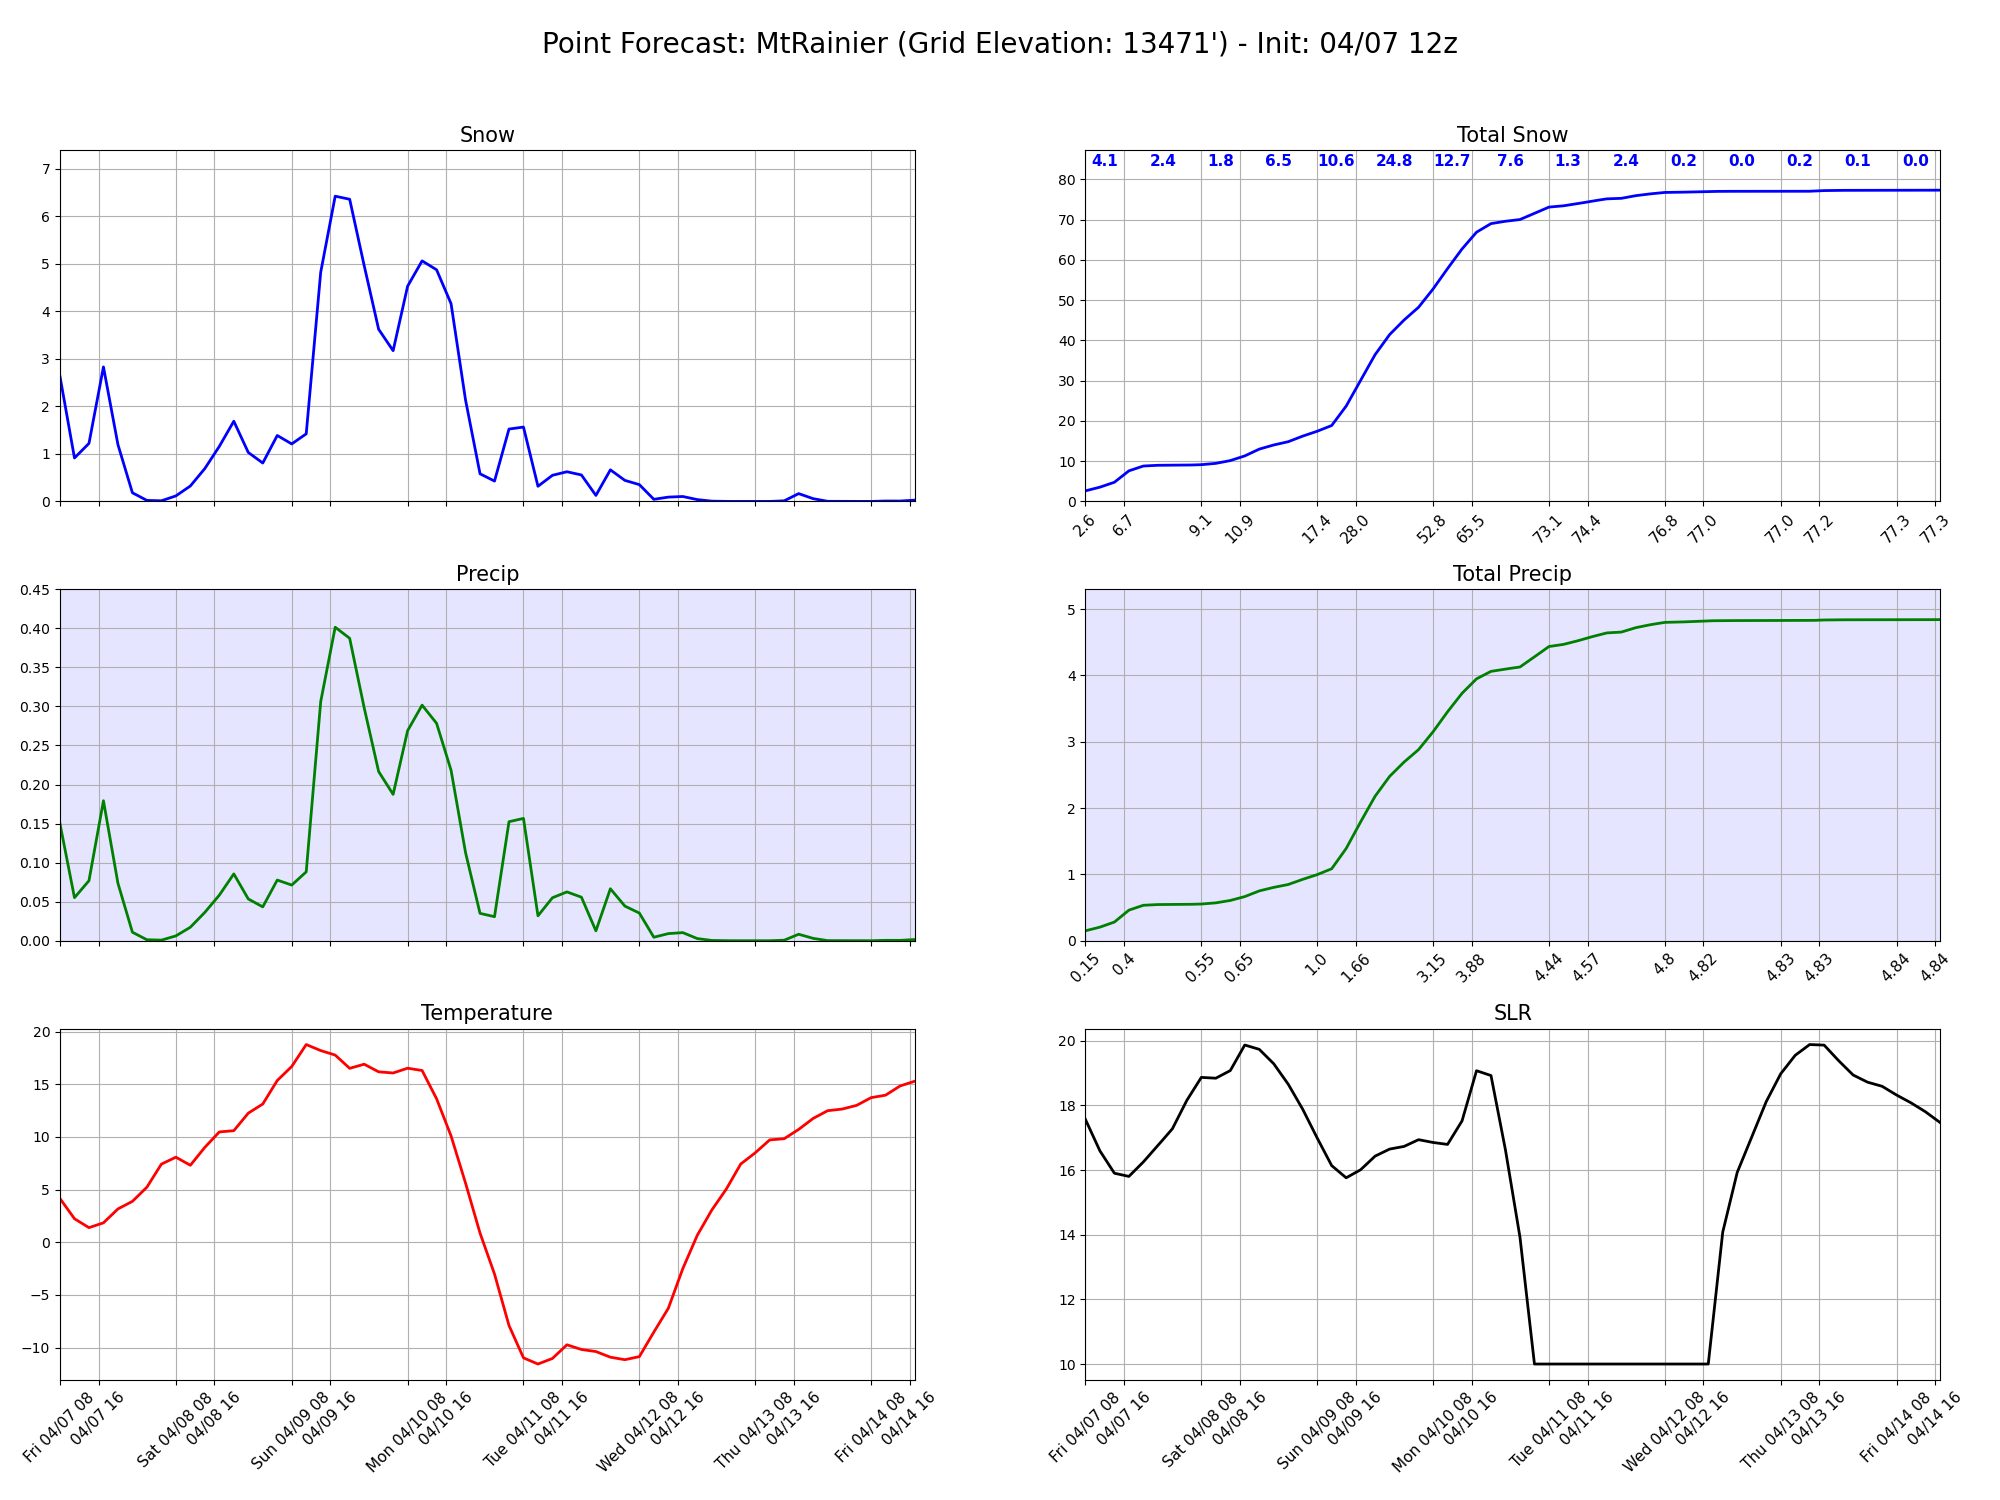 Point Forecast: MtRainier (Grid Elevation: 13471') - Init: 04/07 12z
Snow
7
6
5
4
3
2
1
0
Total Snow
4.1 2.4 1.8 6.5 10.6 24.8 12.7 7.6 1.3 2.4 0.2 0.0 0.2 0.1 0.0
80
70
60
50
40
30
20
10
0
2.6 6.7 9.1 10.9 17.4 28.0 52.8 65.5 73.1 74.4 76.8 77.0 77.0 77.2 77.3 77.3
Precip
0.45
0.40
0.35
0.30
0.25
0.20
0.15
0.10
0.05
0.00
Total Precip
5
4
3
2
1
0
0.15 0.4 0.55 0.65 1.0 1.66 3.15 3.88 4.44 4.57 4.8 4.82 4.83 4.83 4.84 4.84
Temperature
20
15
10
5
0
−5
−10
Fri 04/07 08
04/07 16
Sat 04/08 08
04/08 16
Sun 04/09 08
04/09 16
Mon 04/10 08
04/10 16
Tue 04/11 08
04/11 16
Wed 04/12 08
04/12 16
Thu 04/13 08
04/13 16
Fri 04/14 08
04/14 16
SLR
20
18
16
14
12
10
Fri 04/07 08
04/07 16
Sat 04/08 08
04/08 16
Sun 04/09 08
04/09 16
Mon 04/10 08
04/10 16
Tue 04/11 08
04/11 16
Wed 04/12 08
04/12 16
Thu 04/13 08
04/13 16
Fri 04/14 08
04/14 16